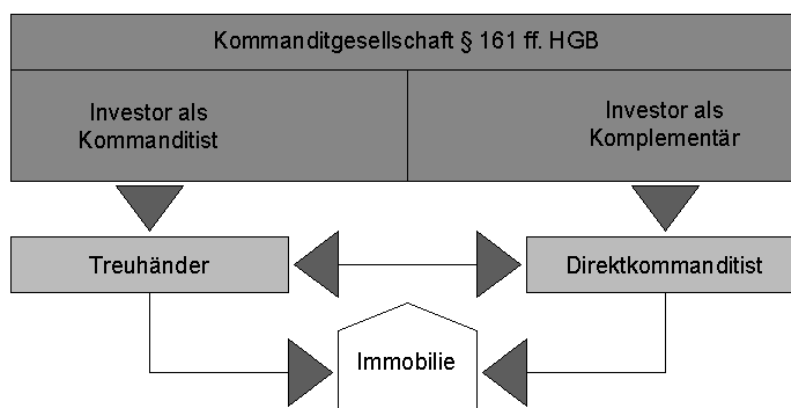 Kommanditgesellschaft § 161 ff. HGB
Investor als
Kommanditist
Investor als
Komplementär
Treuhänder
Direktkommanditist
Immobilie